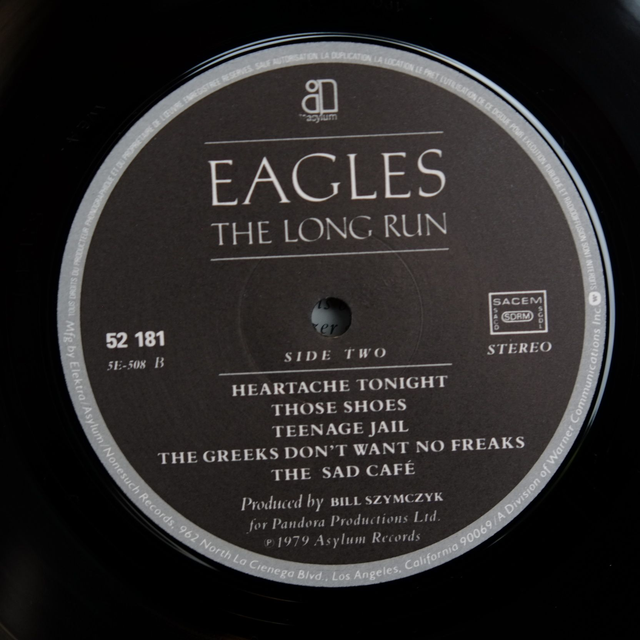 asylum
EAGLES
THE LONG RUN
52 181
5E-508 B
SACEM
SACD
SDRM
SGDL
STEREO
SIDE TWO
HEARTACHE TONIGHT
THOSE SHOES
TEENAGE JAIL
THE GREEKS DON'T WANT NO FREAKS
THE SAD CAFÉ
Produced by BILL SZYMCZYK
for Pandora Productions Ltd.
℗ 1979 Asylum Records
Mfg by Elektra/Asylum/Nonesuch Records, 962 North La Cienega Blvd., Los Angeles, California 90069 A Division of Warner Communications Inc